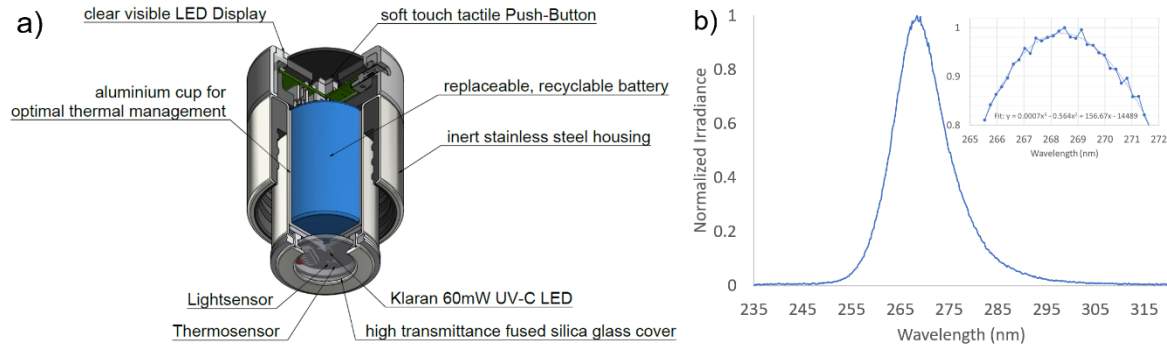 a)
clear visible LED Display
soft touch tactile Push-Button
aluminium cup for
optimal thermal management
replaceable, recyclable battery
inert stainless steel housing
Lightsensor
Klaran 60mW UV-C LED
Thermosensor
high transmittance fused silica glass cover
b)
Normalized Irradiance
1
0.8
0.6
0.4
0.2
0
235 245 255 265 275 285 295 305 315
Wavelength (nm)
1
0.9
0.8
Fit: y = 0.0007x³ - 0.564x² + 156.67x - 14489
265 266 267 268 269 270 271 272
Wavelength (nm)